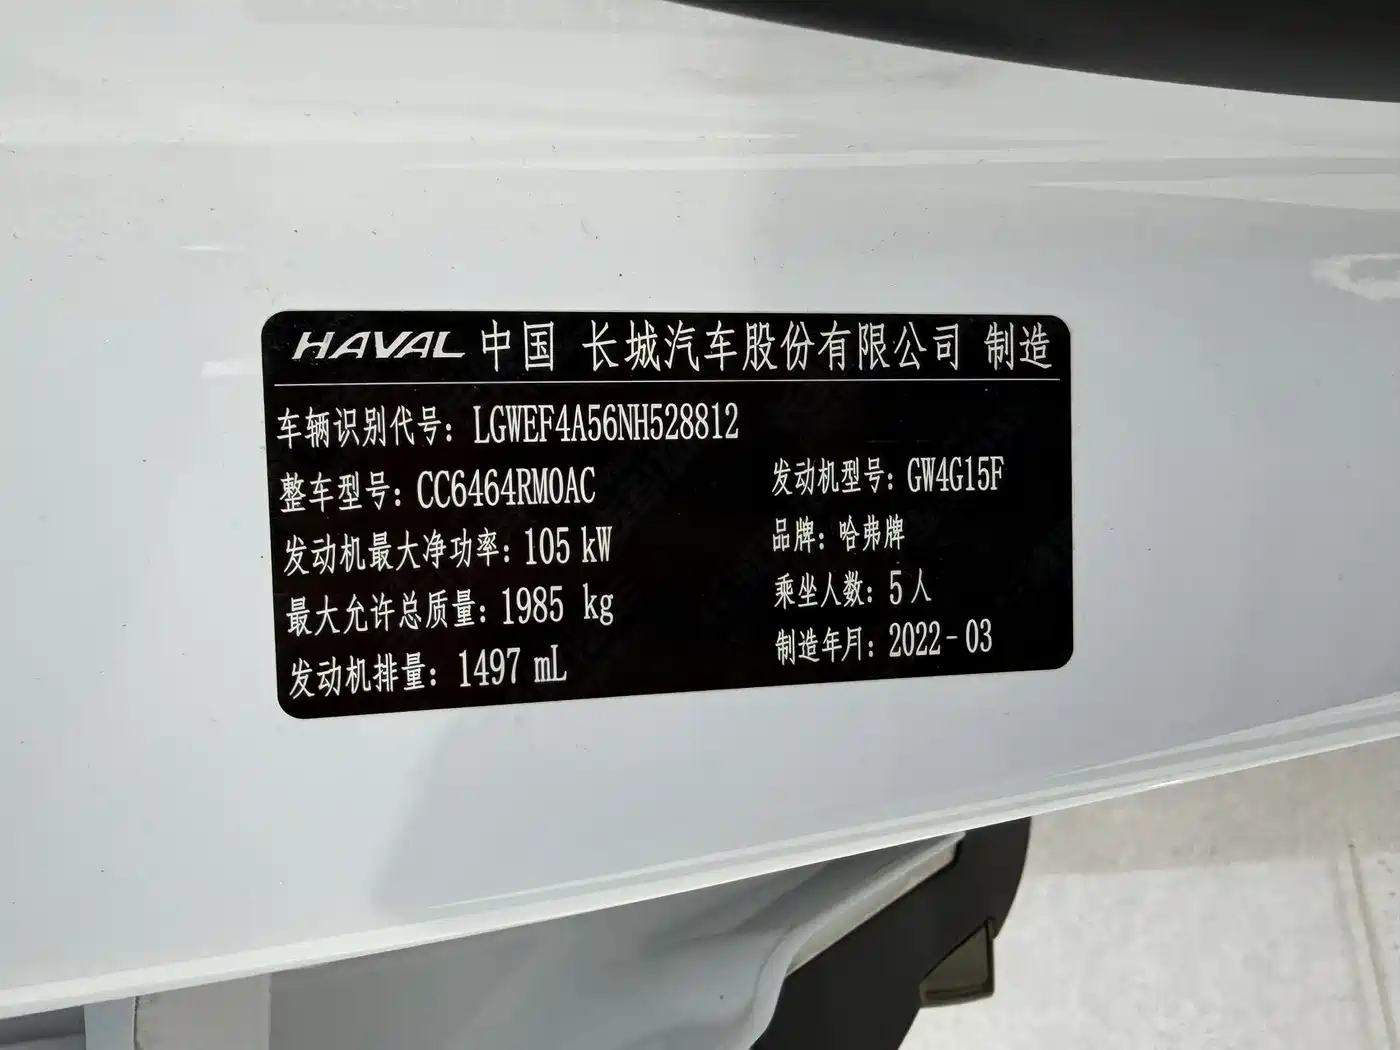 HAVAL 中国 长城汽车股份有限公司 制造
车辆识别代号：LGWEF4A56NH528812
整车型号：CC6464RM0AC
发动机型号：GW4G15F
发动机最大净功率：105 kW
品牌：哈弗牌
最大允许总质量：1985 kg
乘坐人数：5人
发动机排量：1497 mL
制造年月：2022-03